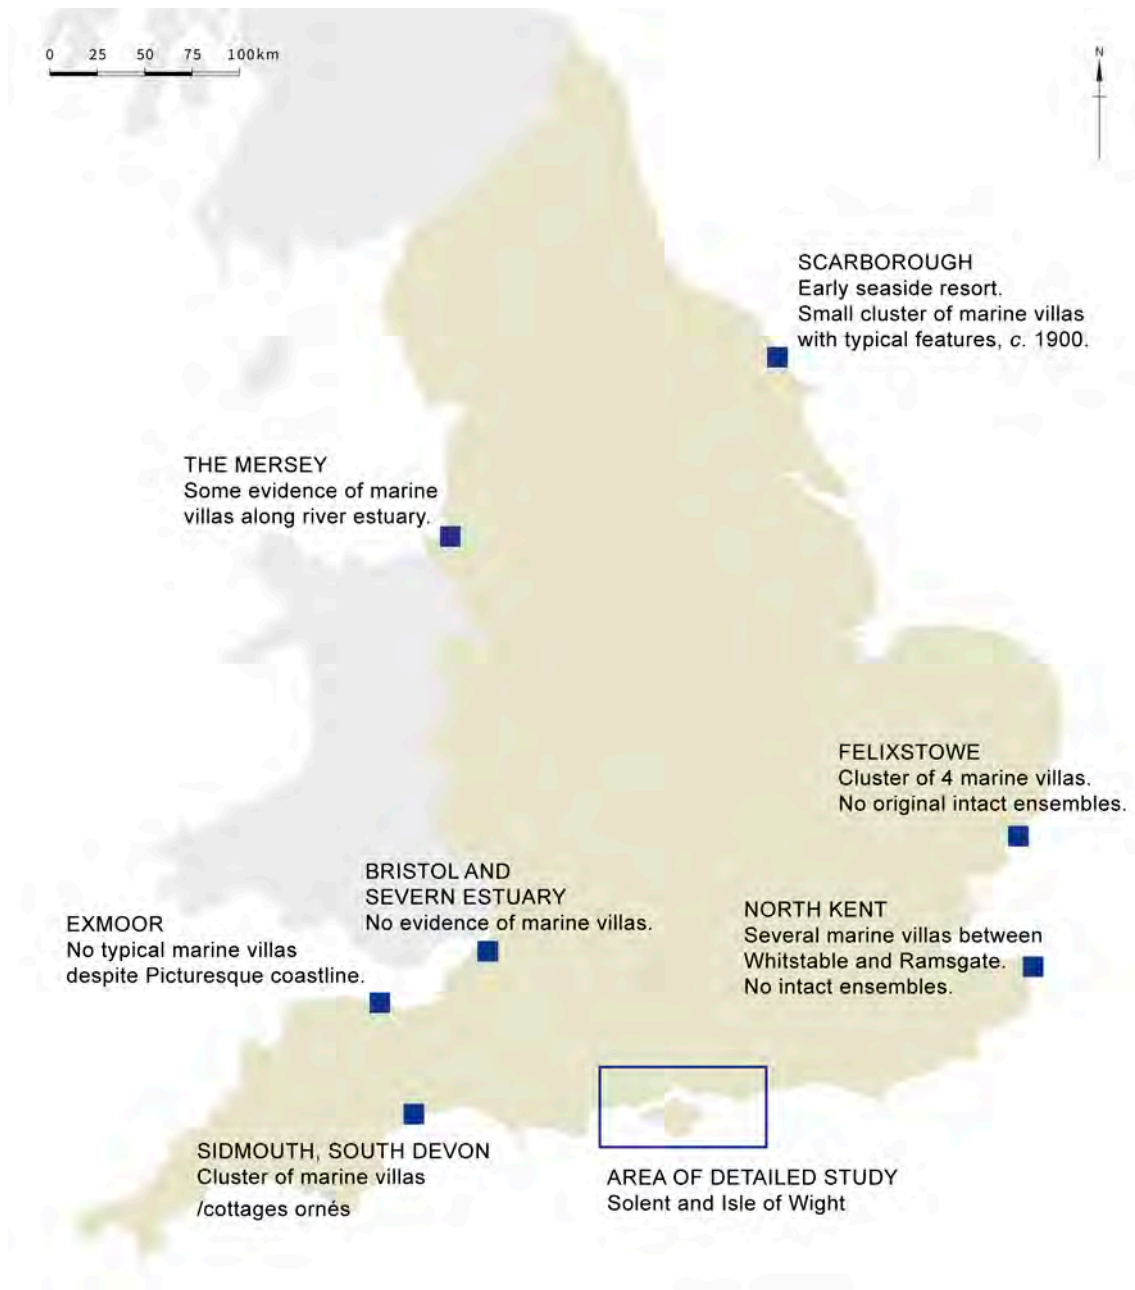 0 25 50 75 100km
N
SCARBOROUGH
Early seaside resort.
Small cluster of marine villas
with typical features, c. 1900.
THE MERSEY
Some evidence of marine
villas along river estuary.
FELIXSTOWE
Cluster of 4 marine villas.
No original intact ensembles.
BRISTOL AND
SEVERN ESTUARY
No evidence of marine villas.
EXMOOR
No typical marine villas
despite Picturesque coastline.
NORTH KENT
Several marine villas between
Whitstable and Ramsgate.
No intact ensembles.
SIDMOUTH, SOUTH DEVON
Cluster of marine villas
/cottages ornés
AREA OF DETAILED STUDY
Solent and Isle of Wight